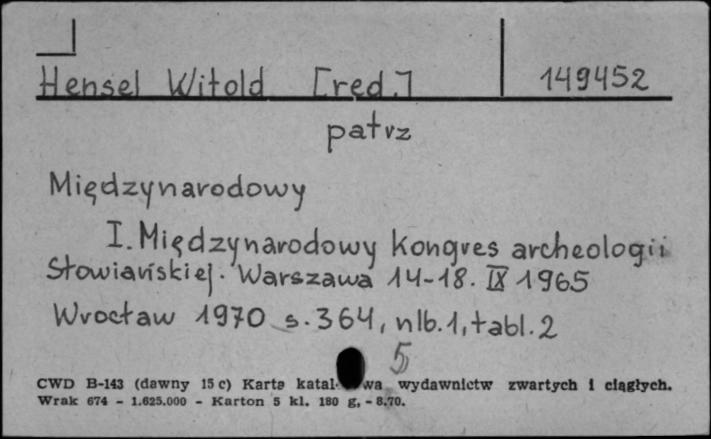 Hensel Witold [red.] 149452
patrz
Międzynarodowy
I. Międzynarodowy Kongres archeologii
Słowiańskiej. Warszawa 14-18. IX 1965
Wrocław 1970 s. 364, nlb. 1, tabl. 2
5
CWD B-143 (dawny 15 c) Karta katal wa wydawnictw zwartych i ciągłych.
Wrak 674 - 1.625.000 - Karton 5 kl. 180 g, - 8.70.